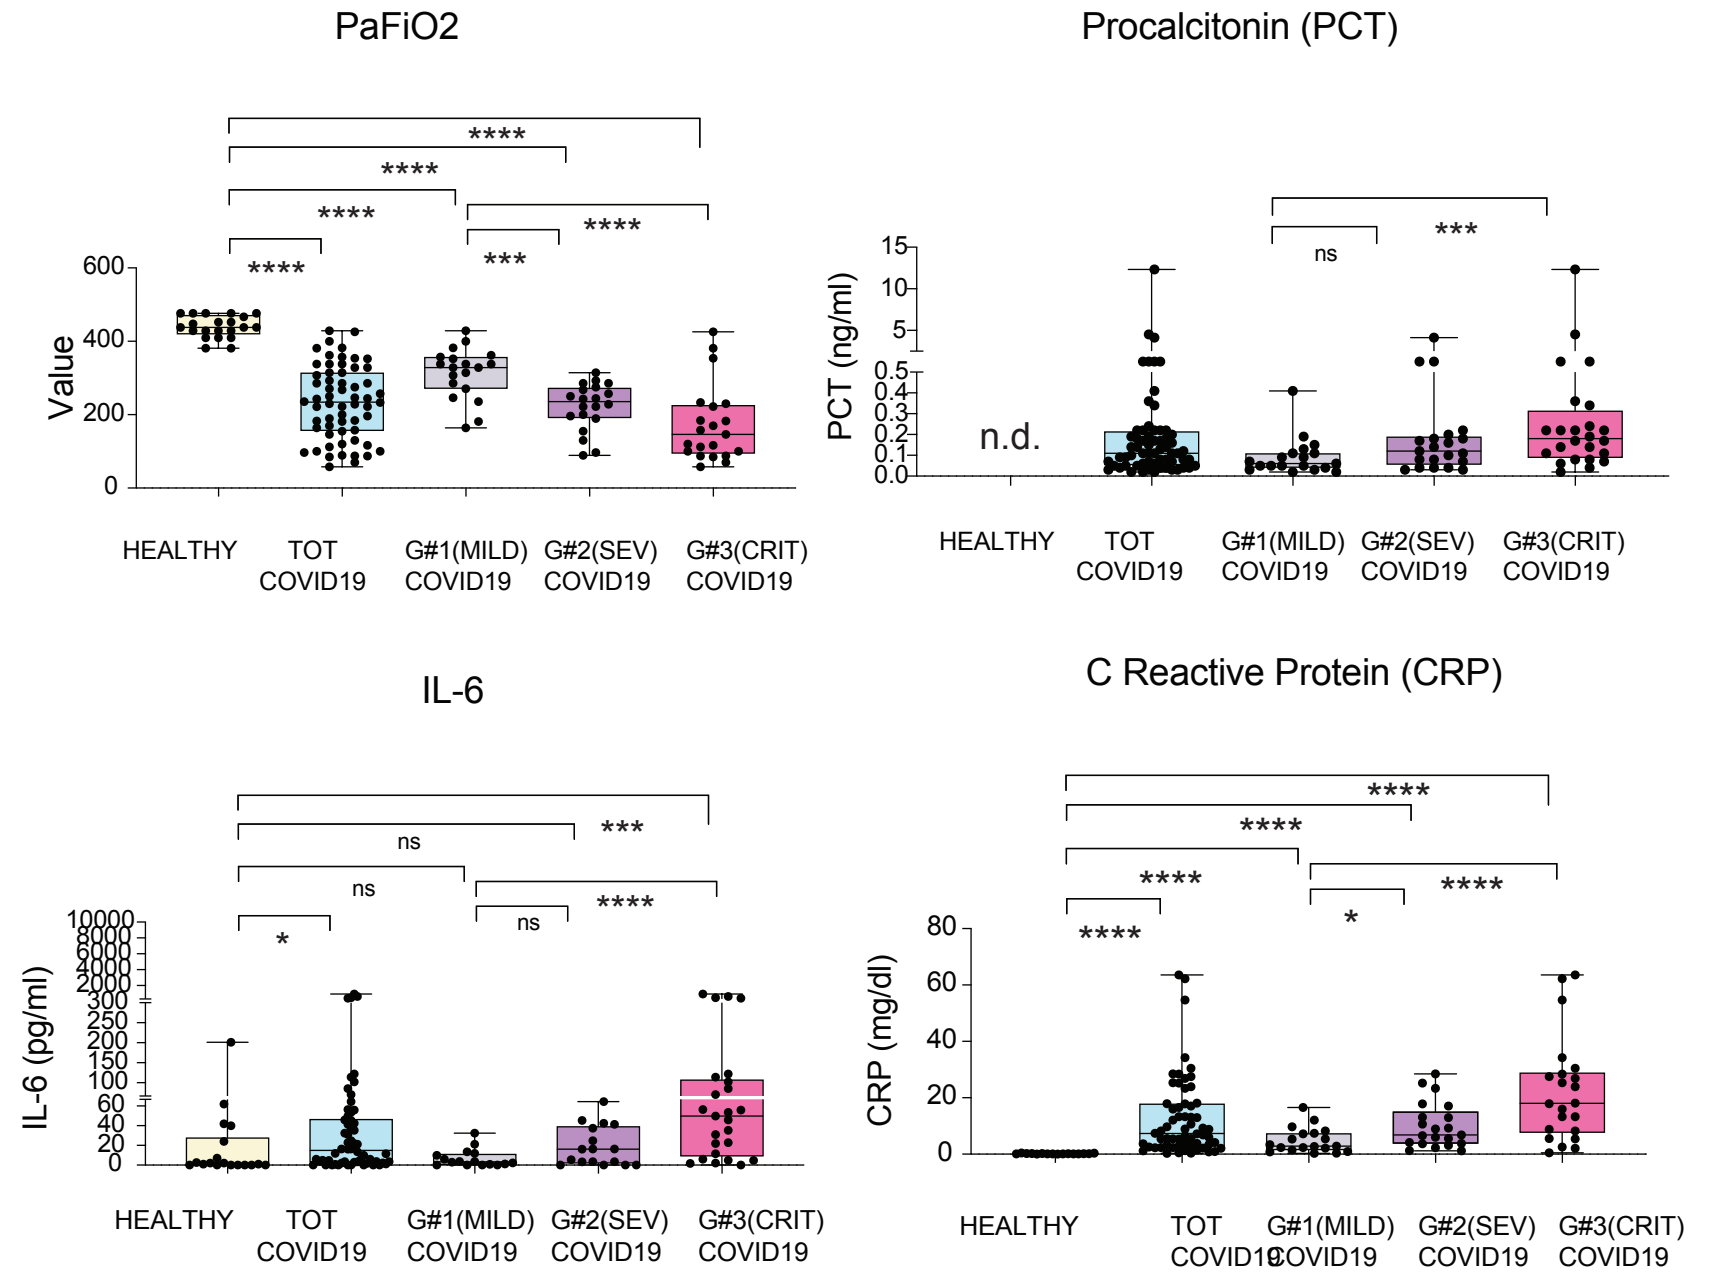 PaFiO2
****
****
****
****
****
***
Value
600
400
200
0
HEALTHY
TOT
COVID19
G#1(MILD)
COVID19
G#2(SEV)
COVID19
G#3(CRIT)
COVID19
Procalcitonin (PCT)
***
ns
PCT (ng/ml)
15
10
5
0.5
0.4
0.3
0.2
0.1
0.0
n.d.
HEALTHY
TOT
COVID19
G#1(MILD)
COVID19
G#2(SEV)
COVID19
G#3(CRIT)
COVID19
IL-6
***
ns
ns
****
ns
*
IL-6 (pg/ml)
10000
8000
6000
4000
2000
300
250
200
150
100
60
40
20
0
HEALTHY
TOT
COVID19
G#1(MILD)
COVID19
G#2(SEV)
COVID19
G#3(CRIT)
COVID19
C Reactive Protein (CRP)
****
****
****
****
*
****
CRP (mg/dl)
80
60
40
20
0
HEALTHY
TOT
COVID19
G#1(MILD)
COVID19
G#2(SEV)
COVID19
G#3(CRIT)
COVID19